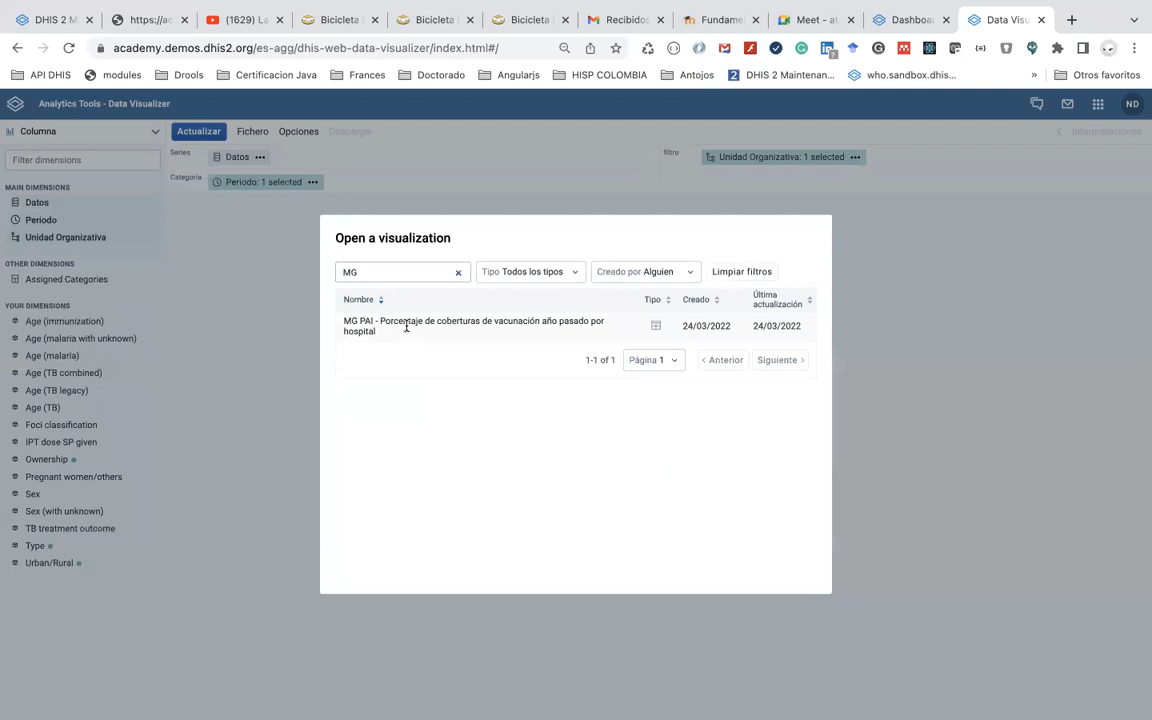 DHIS 2 M
https://ac
(1629) La
Bicicleta
Bicicleta
Bicicleta
Recibidos
Fundame
Meet - al
Dashboar
Data Visu
academy.demos.dhis2.org/es-agg/dhis-web-data-visualizer/index.html#/
API DHIS
modules
Drools
Certificacion Java
Frances
Doctorado
Angularjs
HISP COLOMBIA
Antojos
DHIS 2 Maintenan...
who.sandbox.dhis...
»
Otros favoritos
Analytics Tools - Data Visualizer
ND
Columna
Actualizar
Fichero
Opciones
Descargar
Interpretaciones
Filter dimensions
Series
Datos
filtro
Unidad Organizativa: 1 selected
Categoría
Periodo: 1 selected
MAIN DIMENSIONS
Datos
Periodo
Unidad Organizativa
OTHER DIMENSIONS
Assigned Categories
YOUR DIMENSIONS
Age (immunization)
Age (malaria with unknown)
Age (malaria)
Age (TB combined)
Age (TB legacy)
Age (TB)
Foci classification
IPT dose SP given
Ownership
Pregnant women/others
Sex
Sex (with unknown)
TB treatment outcome
Type
Urban/Rural
Open a visualization
MG
Tipo Todos los tipos
Creado por Alguien
Limpiar filtros
Nombre
Tipo
Creado
Última
actualización
MG PAI - Porcentaje de coberturas de vacunación año pasado por
hospital
24/03/2022
24/03/2022
1-1 of 1
Página 1
Anterior
Siguiente